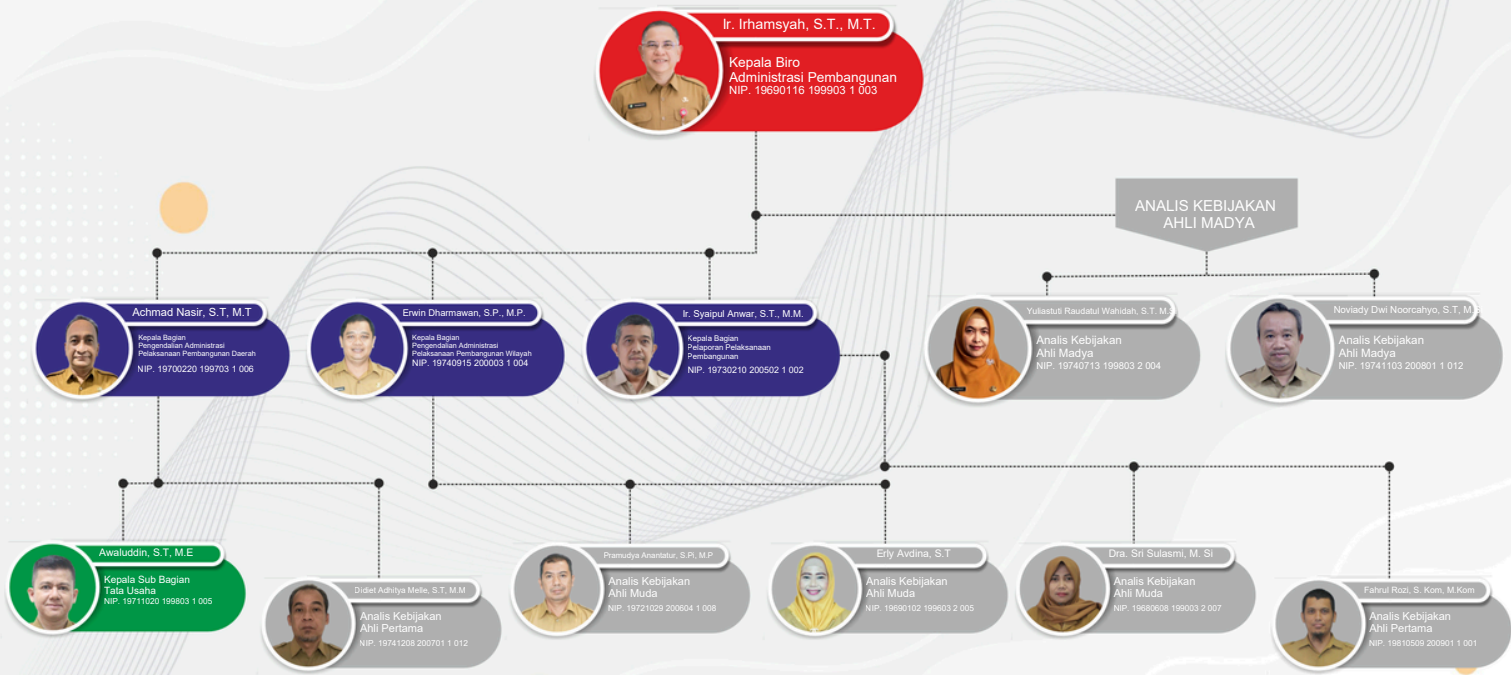 Ir. Irhamsyah, S.T., M.T.
Kepala Biro
Administrasi Pembangunan
NIP. 19690116 199903 1 003
ANALIS KEBIJAKAN
AHLI MADYA
Achmad Nasir, S.T, M.T
Kepala Bagian
Pengendalian Administrasi
Pelaksanaan Pembangunan Daerah
NIP. 19700220 199703 1 006
Erwin Dharmawan, S.P., M.P.
Kepala Bagian
Pengendalian Administrasi
Pelaksanaan Pembangunan Wilayah
NIP. 19740915 200003 1 004
Ir. Syaipul Anwar, S.T., M.M.
Kepala Bagian
Pelaporan Pelaksanaan
Pembangunan
NIP. 19730210 200502 1 002
Yuliastuti Raudatul Wahidah, S.T, M.S
Analis Kebijakan
Ahli Madya
NIP. 19740713 199803 2 004
Noviady Dwi Noorcahyo, S.T, M.S
Analis Kebijakan
Ahli Madya
NIP. 19741103 200801 1 012
Awaluddin, S.T, M.E
Kepala Sub Bagian
Tata Usaha
NIP. 19711020 199803 1 005
Didiet Adhitya Melle, S.T, M.M
Analis Kebijakan
Ahli Pertama
NIP. 19741208 200701 1 012
Pramudya Anantatur, S.Pi, M.P
Analis Kebijakan
Ahli Muda
NIP. 19721029 200604 1 008
Erly Avdina, S.T
Analis Kebijakan
Ahli Muda
NIP. 19690102 199603 2 005
Dra. Sri Sulasmi, M. Si
Analis Kebijakan
Ahli Muda
NIP. 19680608 199003 2 007
Fahrul Rozi, S. Kom, M.Kom
Analis Kebijakan
Ahli Pertama
NIP. 19810509 200901 1 001